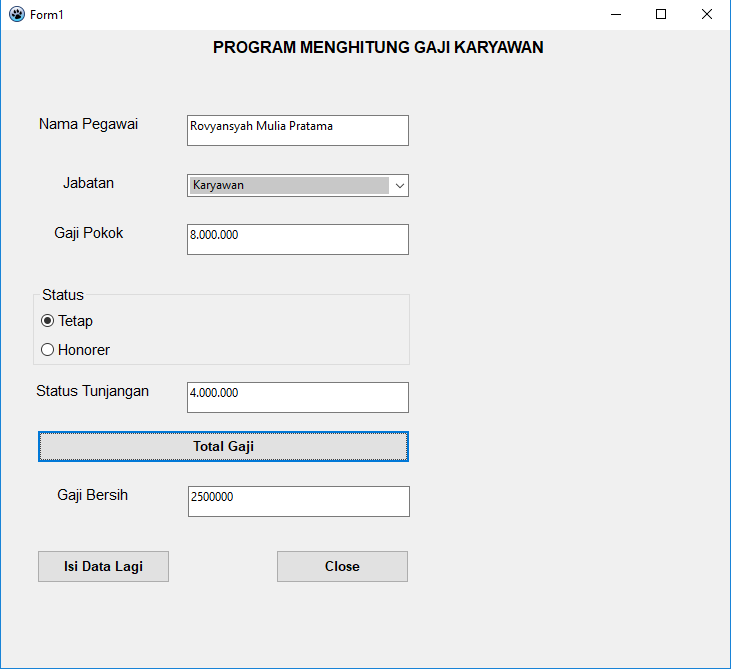 Form1
PROGRAM MENGHITUNG GAJI KARYAWAN
Nama Pegawai Rovyansyah Mulia Pratama
Jabatan Karyawan
Gaji Pokok 8.000.000
Status
Tetap
Honorer
Status Tunjangan 4.000.000
Total Gaji
Gaji Bersih 2500000
Isi Data Lagi Close